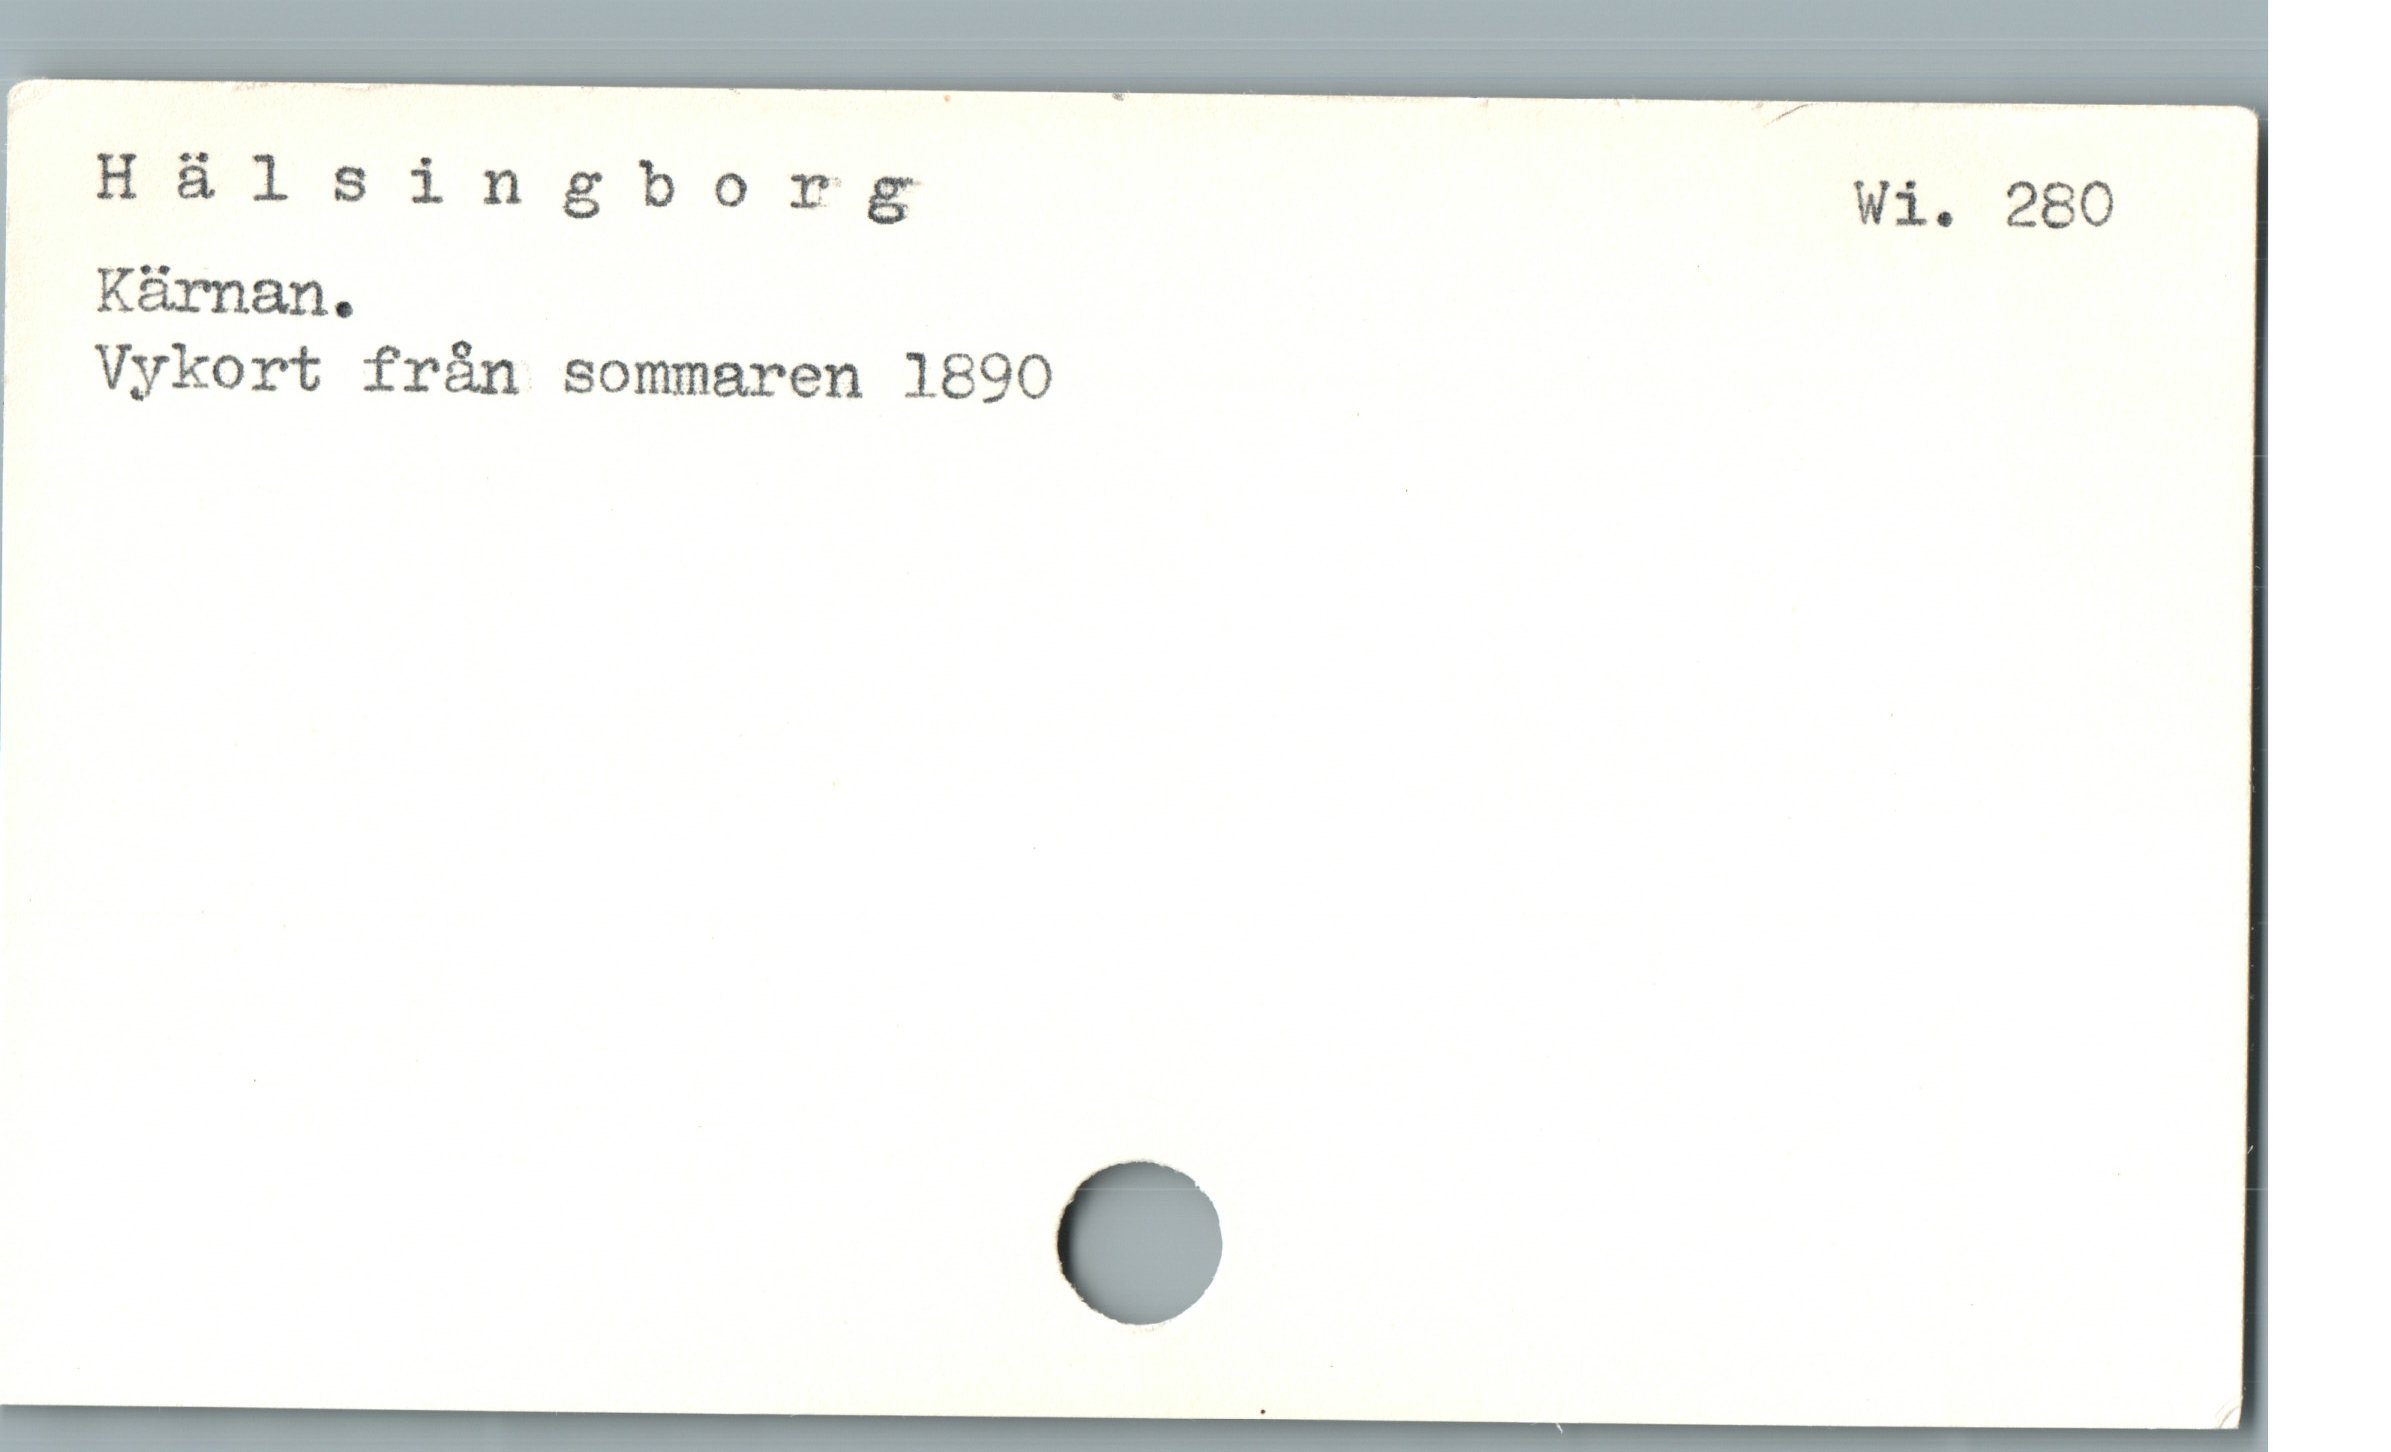 H ä l s i n g b o r g Wi. 280
Kärnan.
Vykort från sommaren 1890